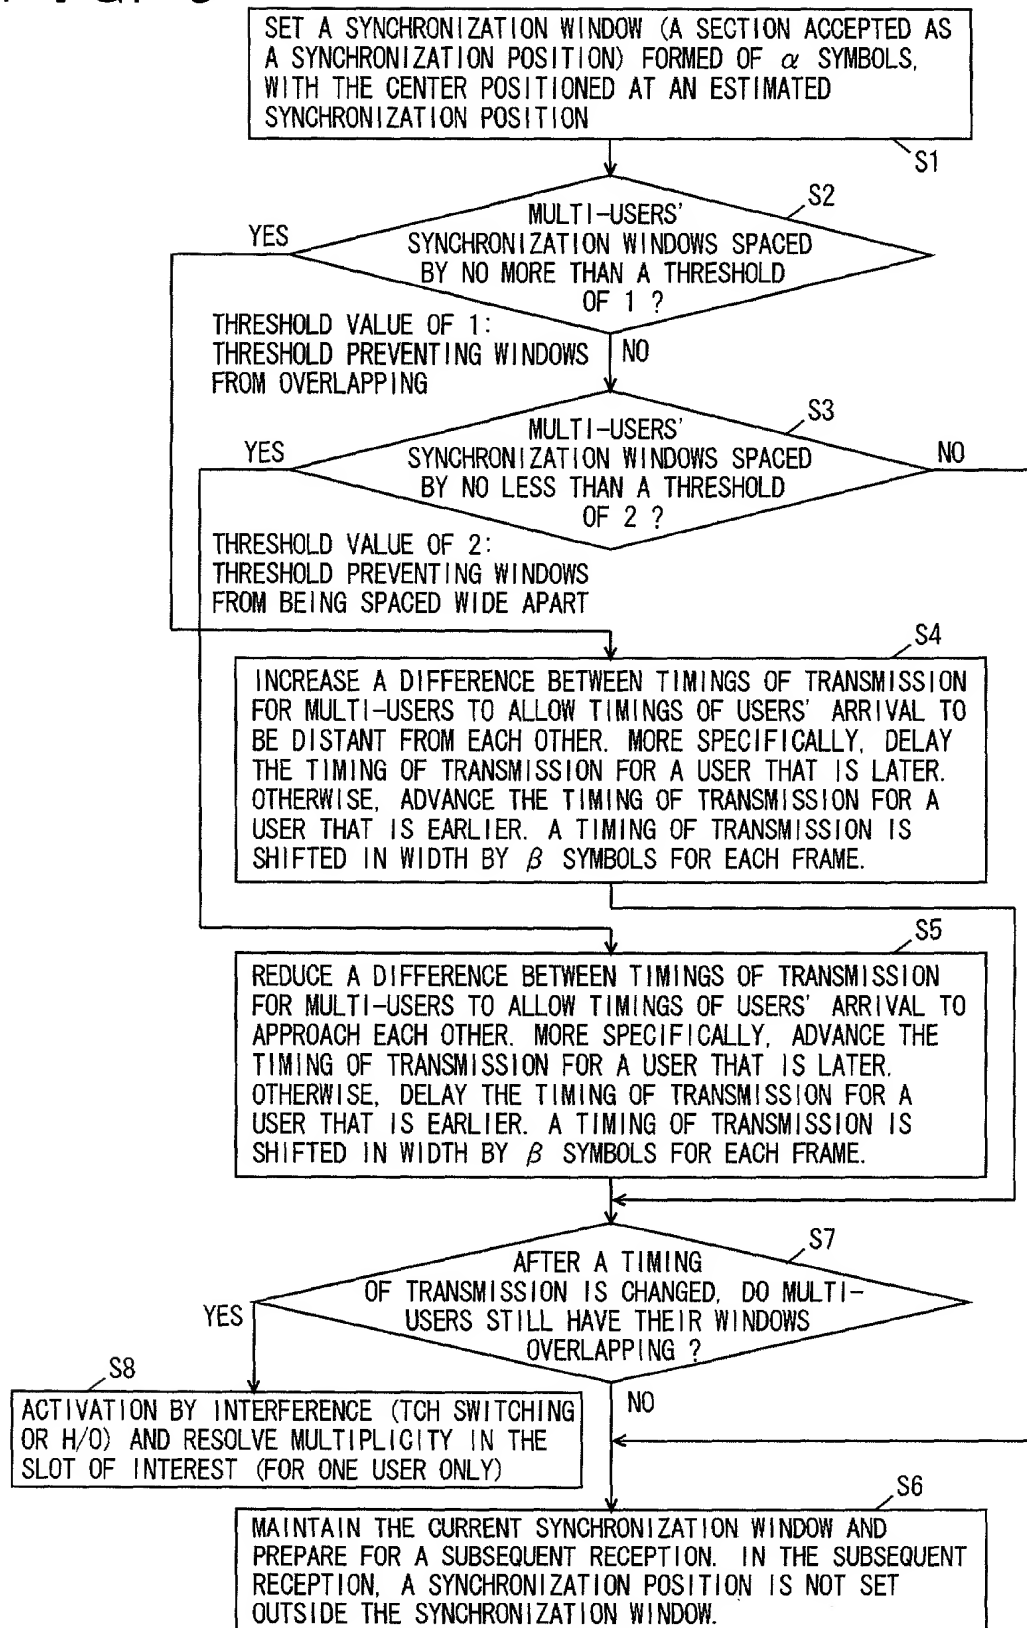 SET A SYNCHRONIZATION WINDOW (A SECTION ACCEPTED AS
A SYNCHRONIZATION POSITION) FORMED OF α SYMBOLS,
WITH THE CENTER POSITIONED AT AN ESTIMATED
SYNCHRONIZATION POSITION
S1
S2
MULTI-USERS'
SYNCHRONIZATION WINDOWS SPACED
BY NO MORE THAN A THRESHOLD
OF 1 ?
YES
THRESHOLD VALUE OF 1:
THRESHOLD PREVENTING WINDOWS
FROM OVERLAPPING
NO
S3
MULTI-USERS'
SYNCHRONIZATION WINDOWS SPACED
BY NO LESS THAN A THRESHOLD
OF 2 ?
YES
NO
THRESHOLD VALUE OF 2:
THRESHOLD PREVENTING WINDOWS
FROM BEING SPACED WIDE APART
S4
INCREASE A DIFFERENCE BETWEEN TIMINGS OF TRANSMISSION
FOR MULTI-USERS TO ALLOW TIMINGS OF USERS' ARRIVAL TO
BE DISTANT FROM EACH OTHER. MORE SPECIFICALLY, DELAY
THE TIMING OF TRANSMISSION FOR A USER THAT IS LATER.
OTHERWISE, ADVANCE THE TIMING OF TRANSMISSION FOR A
USER THAT IS EARLIER. A TIMING OF TRANSMISSION IS
SHIFTED IN WIDTH BY β SYMBOLS FOR EACH FRAME.
S5
REDUCE A DIFFERENCE BETWEEN TIMINGS OF TRANSMISSION
FOR MULTI-USERS TO ALLOW TIMINGS OF USERS' ARRIVAL TO
APPROACH EACH OTHER. MORE SPECIFICALLY, ADVANCE THE
TIMING OF TRANSMISSION FOR A USER THAT IS LATER.
OTHERWISE, DELAY THE TIMING OF TRANSMISSION FOR A
USER THAT IS EARLIER. A TIMING OF TRANSMISSION IS
SHIFTED IN WIDTH BY β SYMBOLS FOR EACH FRAME.
S7
AFTER A TIMING
OF TRANSMISSION IS CHANGED, DO MULTI-
USERS STILL HAVE THEIR WINDOWS
OVERLAPPING ?
YES
NO
S8
ACTIVATION BY INTERFERENCE (TCH SWITCHING
OR H/O) AND RESOLVE MULTIPLICITY IN THE
SLOT OF INTEREST (FOR ONE USER ONLY)
S6
MAINTAIN THE CURRENT SYNCHRONIZATION WINDOW AND
PREPARE FOR A SUBSEQUENT RECEPTION. IN THE SUBSEQUENT
RECEPTION, A SYNCHRONIZATION POSITION IS NOT SET
OUTSIDE THE SYNCHRONIZATION WINDOW.